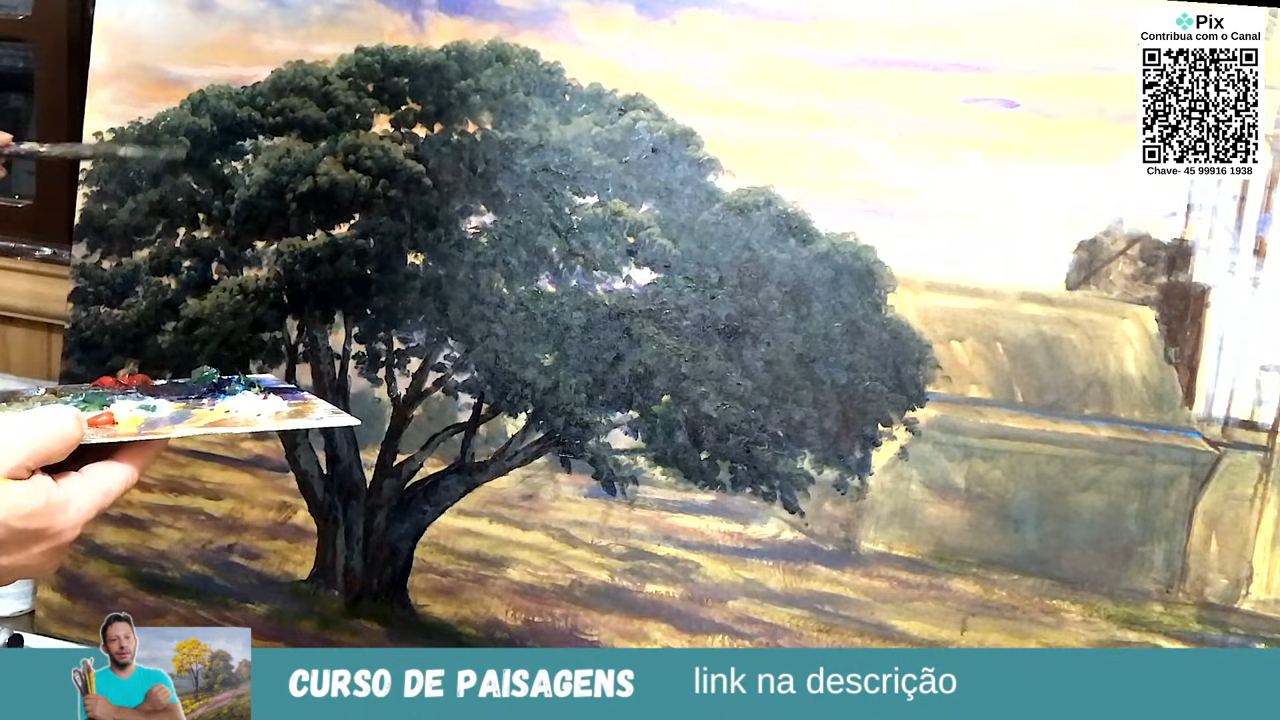 Pix
Contribua com o Canal
Chave- 45 99916 1938
CURSO DE PAISAGENS
link na descrição